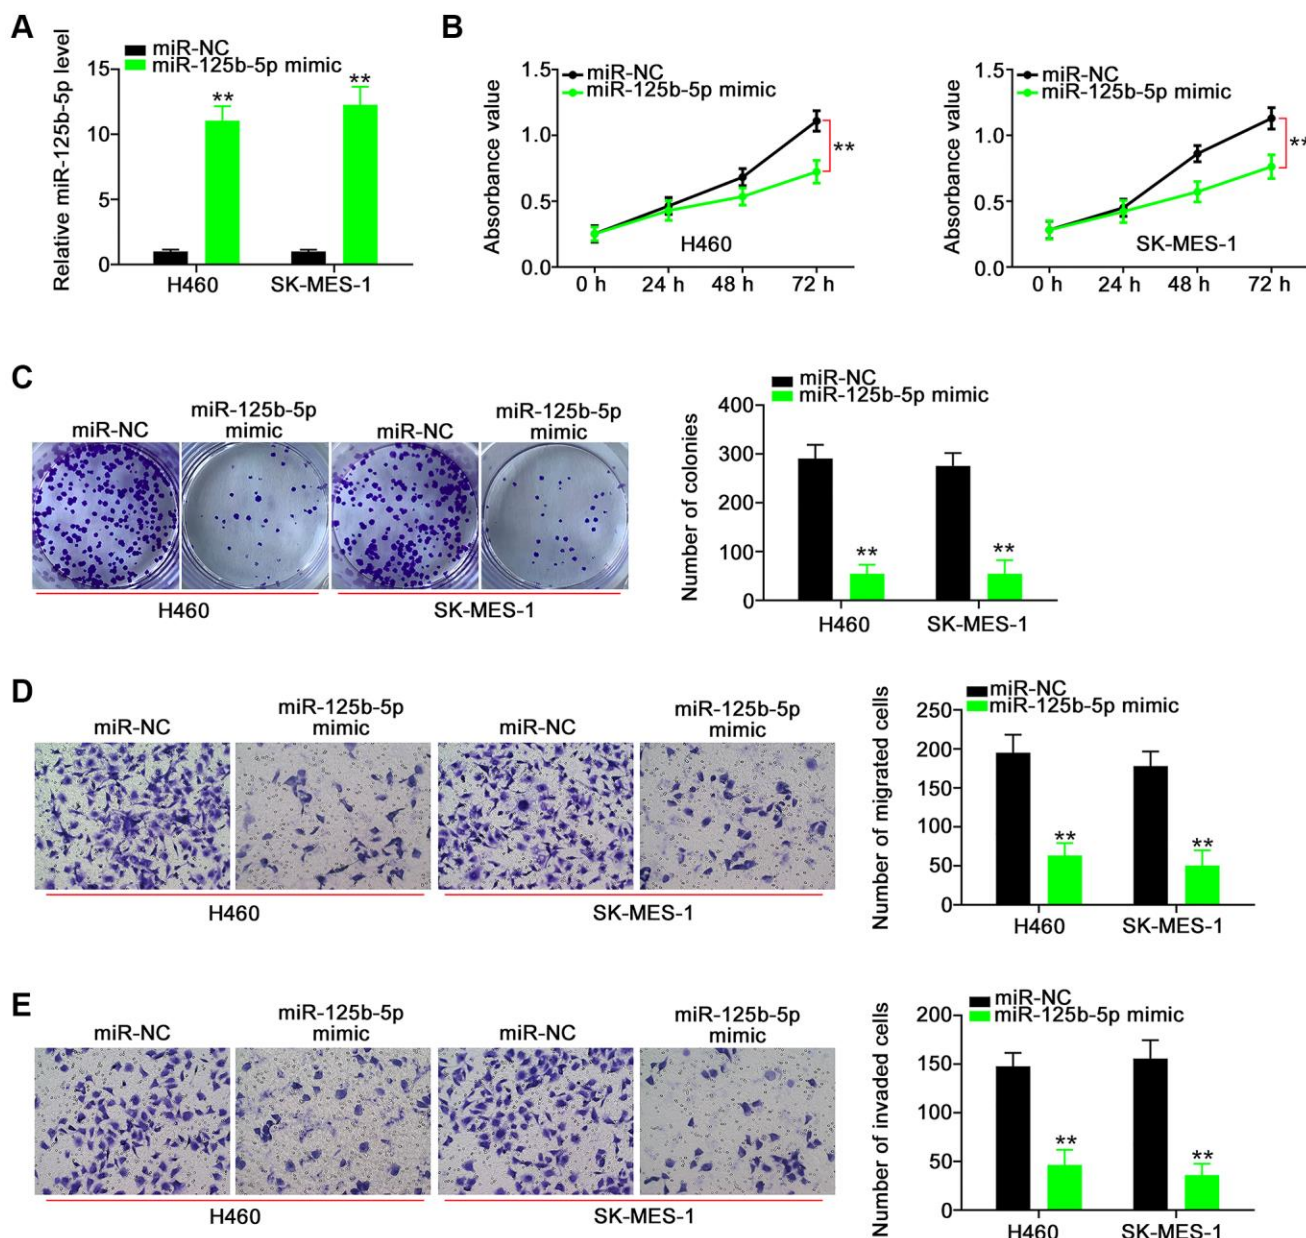 A
miR-NC
miR-125b-5p mimic
Relative miR-125b-5p level
15
10
5
0
**
**
H460
SK-MES-1
B
miR-NC
miR-125b-5p mimic
Absorbance value
1.5
1.0
0.5
0.0
**
H460
0 h
24 h
48 h
72 h
miR-NC
miR-125b-5p mimic
Absorbance value
1.5
1.0
0.5
0.0
**
SK-MES-1
0 h
24 h
48 h
72 h
C
miR-NC
miR-125b-5p
mimic
miR-NC
miR-125b-5p
mimic
H460
SK-MES-1
miR-NC
miR-125b-5p mimic
Number of colonies
400
300
200
100
0
**
**
H460
SK-MES-1
D
miR-NC
miR-125b-5p
mimic
miR-NC
miR-125b-5p
mimic
H460
SK-MES-1
miR-NC
miR-125b-5p mimic
Number of migrated cells
250
200
150
100
50
0
**
**
H460
SK-MES-1
E
miR-NC
miR-125b-5p
mimic
miR-NC
miR-125b-5p
mimic
H460
SK-MES-1
miR-NC
miR-125b-5p mimic
Number of invaded cells
200
150
100
50
0
**
**
H460
SK-MES-1